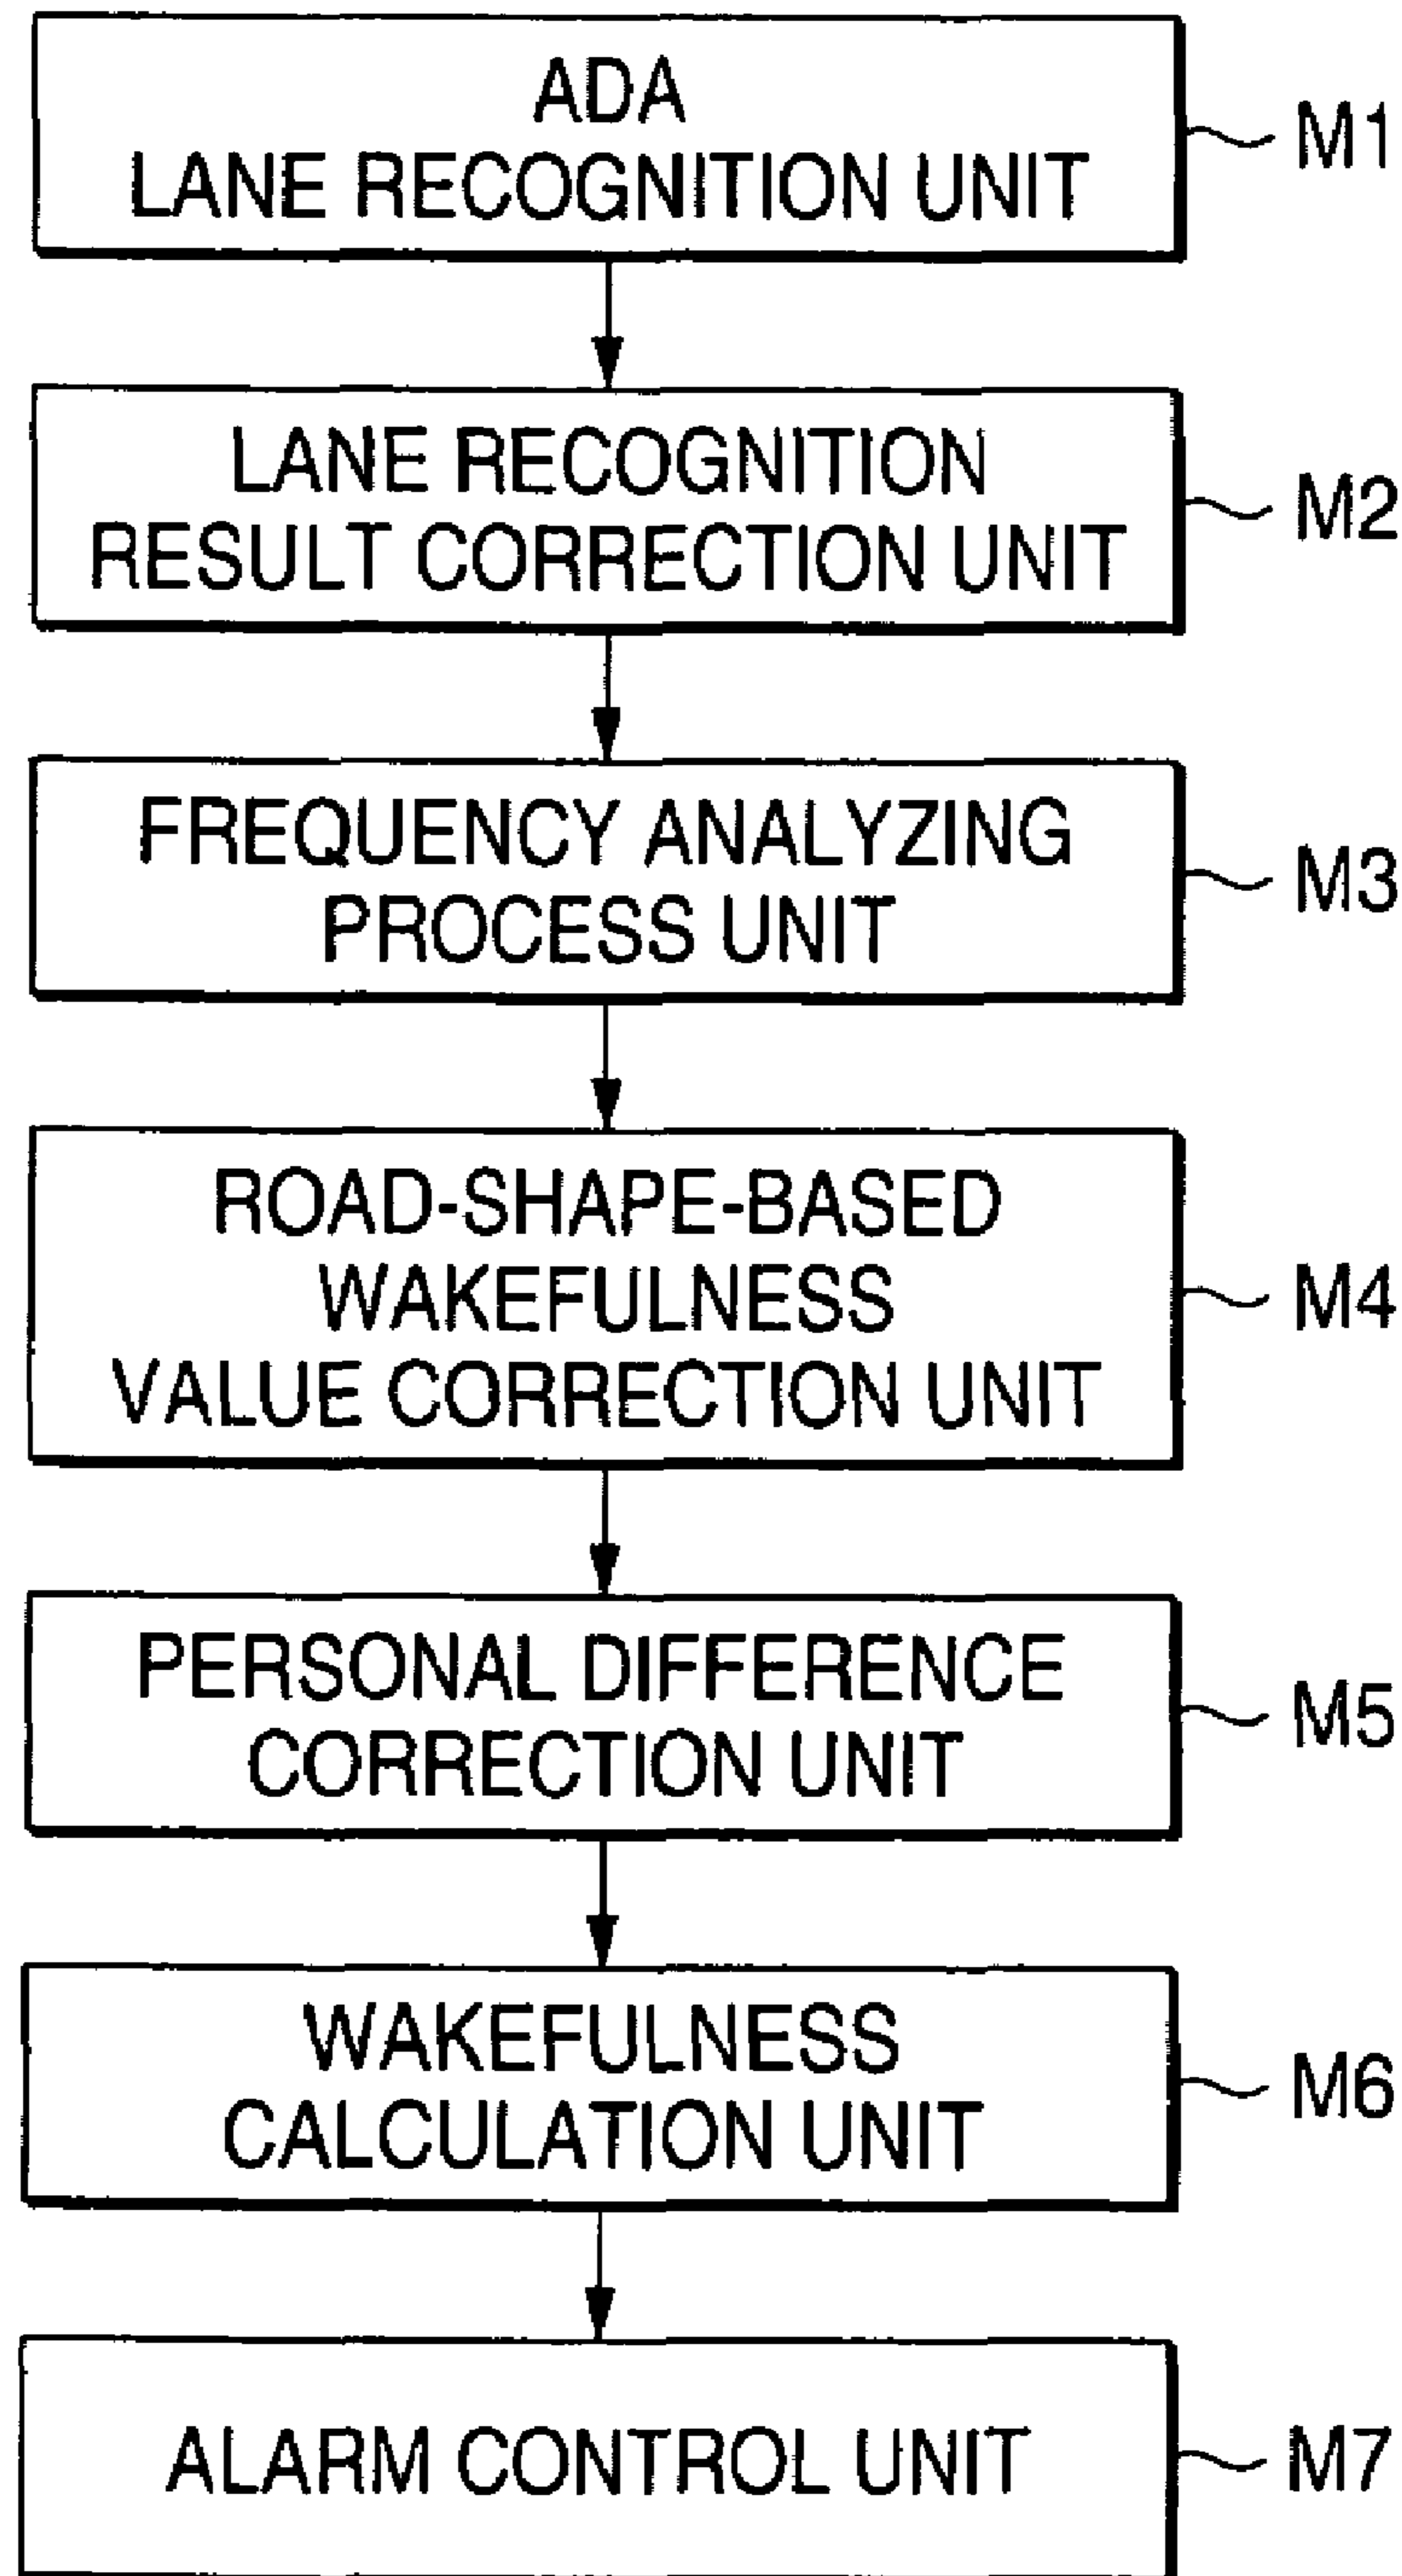 ADA
LANE RECOGNITION UNIT
M1
LANE RECOGNITION
RESULT CORRECTION UNIT
M2
FREQUENCY ANALYZING
PROCESS UNIT
M3
ROAD-SHAPE-BASED
WAKEFULNESS
VALUE CORRECTION UNIT
M4
PERSONAL DIFFERENCE
CORRECTION UNIT
M5
WAKEFULNESS
CALCULATION UNIT
M6
ALARM CONTROL UNIT
M7